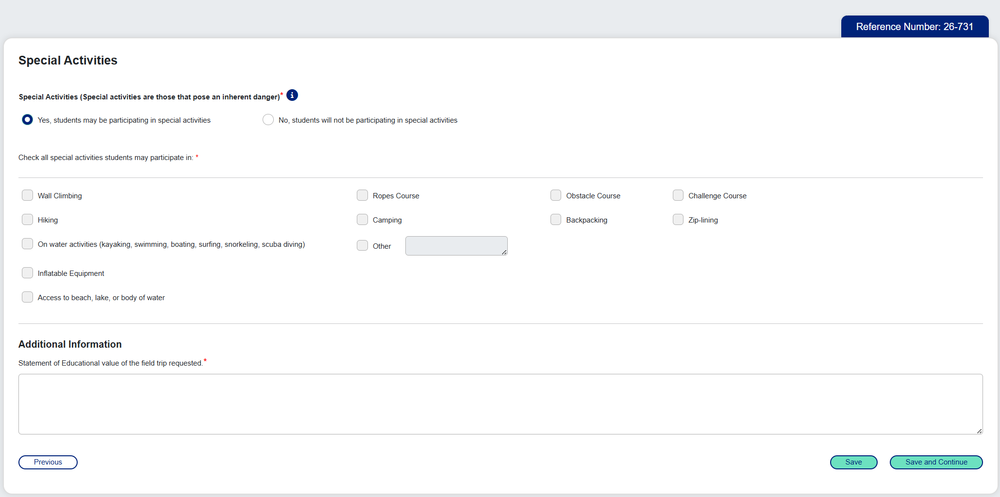 Reference Number: 26-731
Special Activities
Special Activities (Special activities are those that pose an inherent danger)*
Yes, students may be participating in special activities
No, students will not be participating in special activities
Check all special activities students may participate in: *
Wall Climbing
Ropes Course
Obstacle Course
Challenge Course
Hiking
Camping
Backpacking
Zip-lining
On water activities (kayaking, swimming, boating, surfing, snorkeling, scuba diving)
Other
Inflatable Equipment
Access to beach, lake, or body of water
Additional Information
Statement of Educational value of the field trip requested.*
Previous
Save
Save and Continue